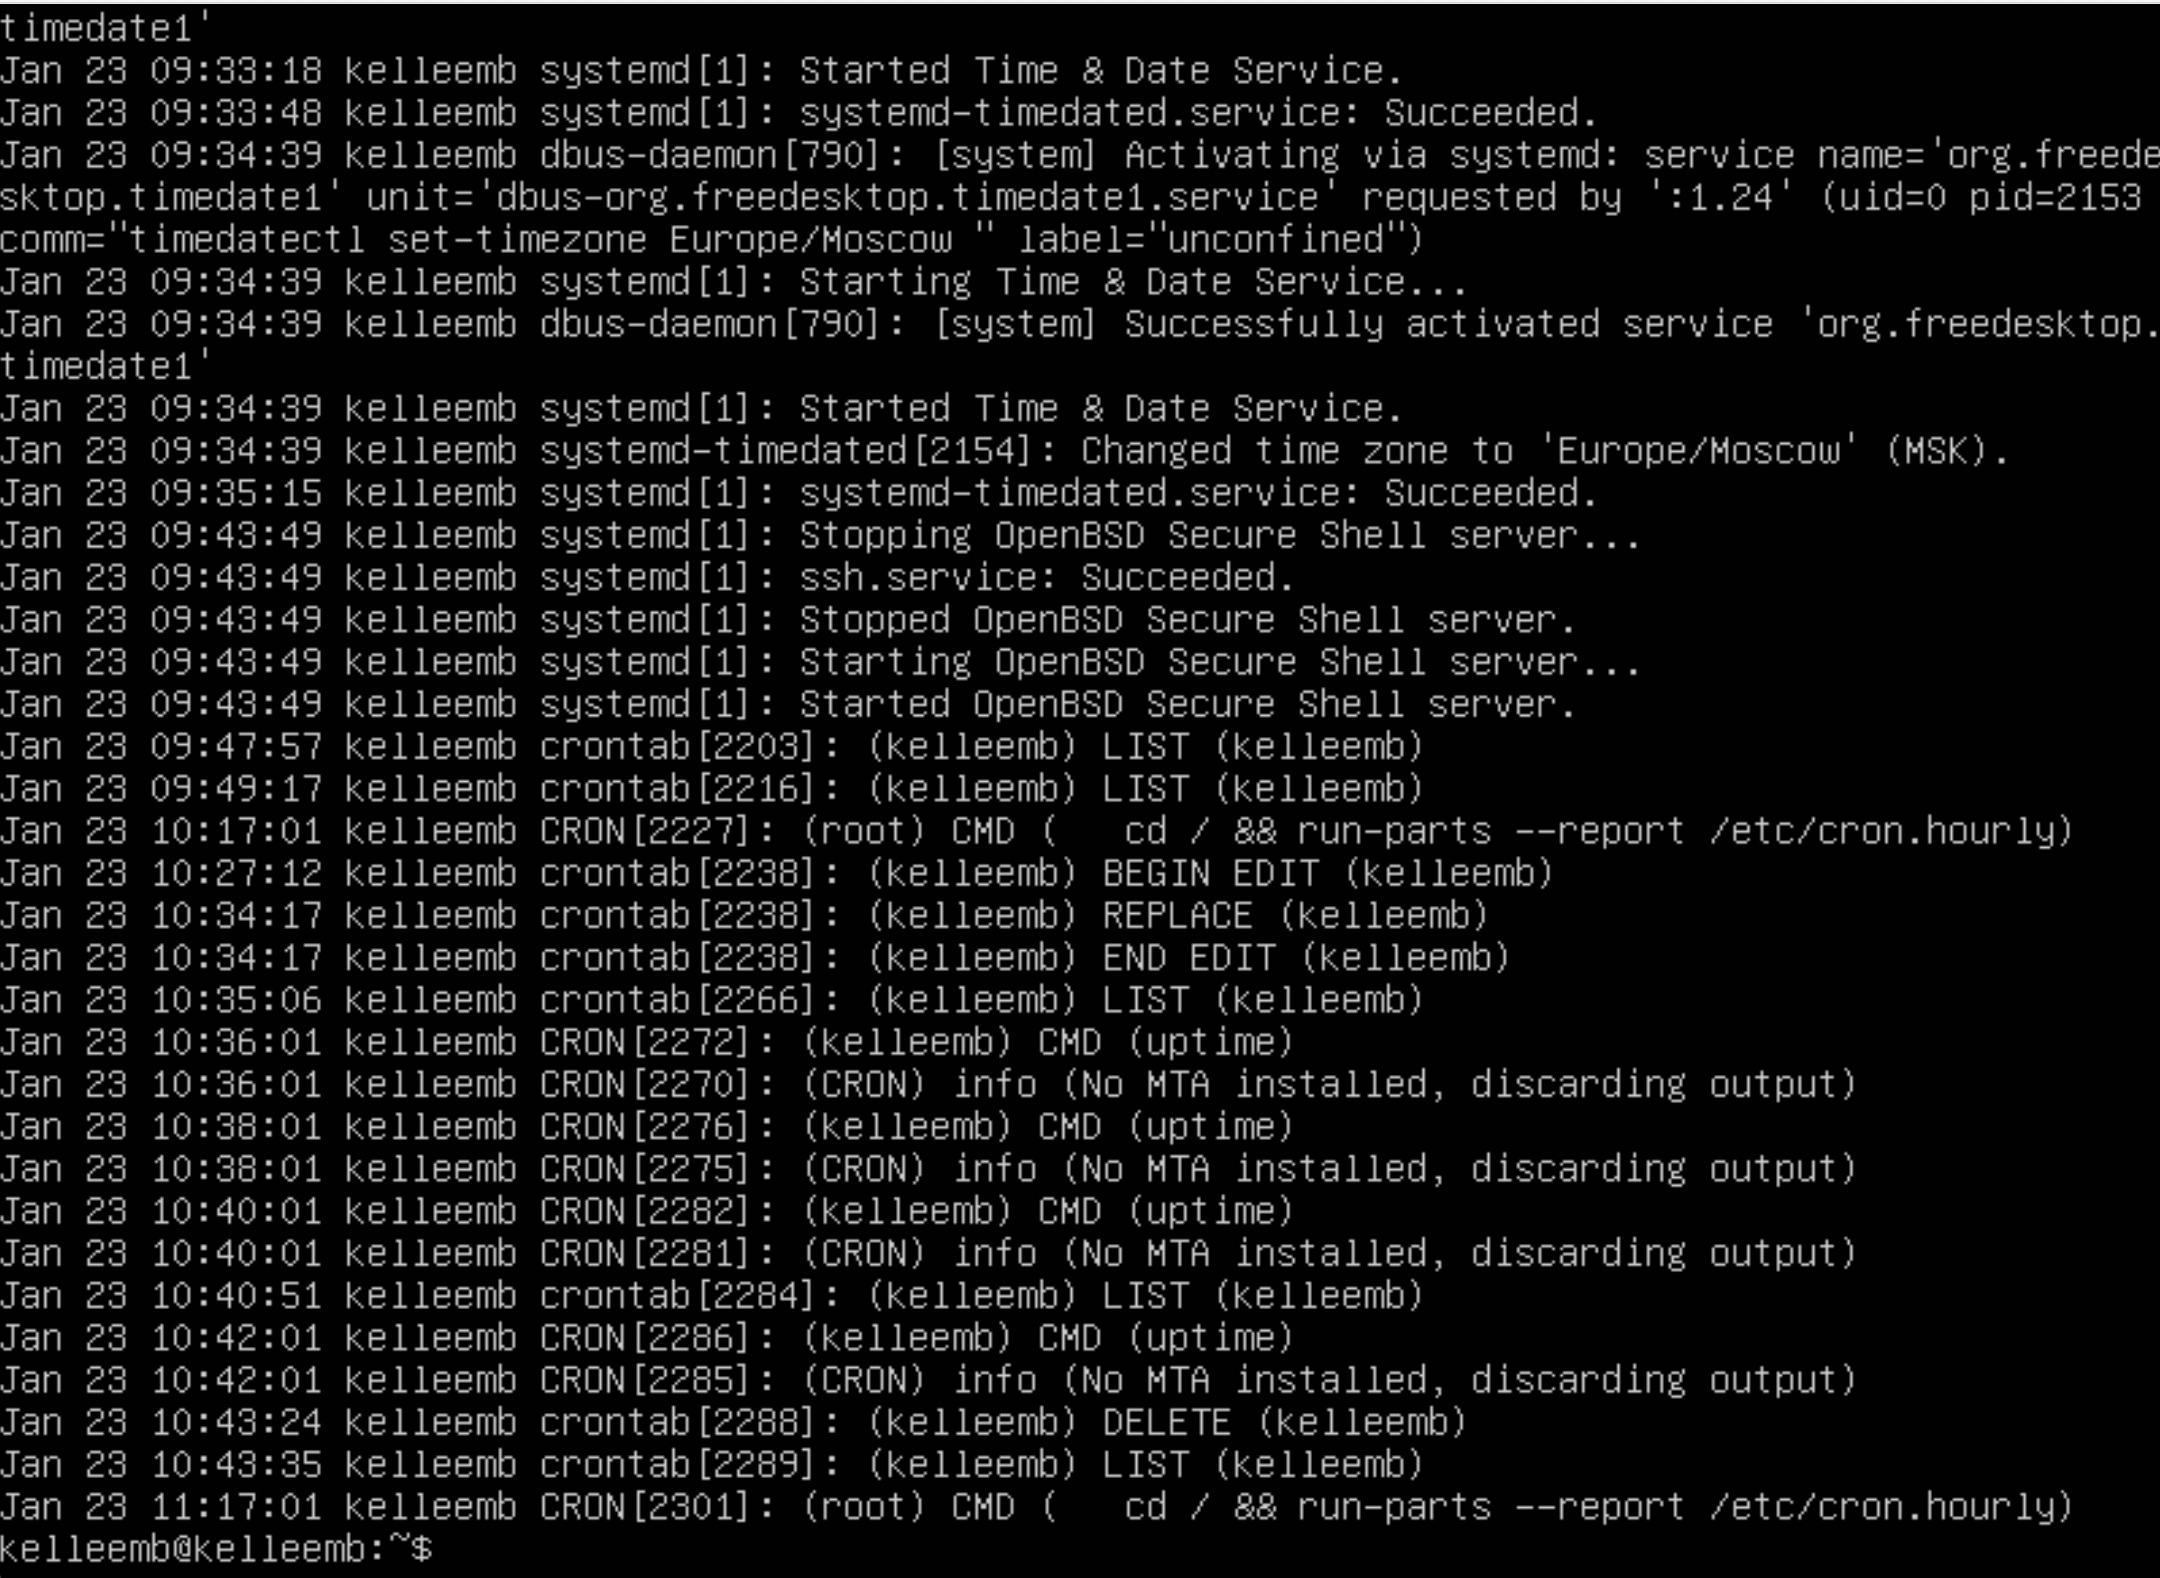 timedate1'
Jan 23 09:33:18 kelleemb systemd[1]: Started Time & Date Service.
Jan 23 09:33:48 kelleemb systemd[1]: systemd-timedated.service: Succeeded.
Jan 23 09:34:39 kelleemb dbus-daemon[790]: [system] Activating via systemd: service name='org.freede
sktop.timedate1' unit='dbus-org.freedesktop.timedate1.service' requested by ':1.24' (uid=0 pid=2153
comm="timedatectl set-timezone Europe/Moscow " label="unconfined")
Jan 23 09:34:39 kelleemb systemd[1]: Starting Time & Date Service...
Jan 23 09:34:39 kelleemb dbus-daemon[790]: [system] Successfully activated service 'org.freedesktop.
timedate1'
Jan 23 09:34:39 kelleemb systemd[1]: Started Time & Date Service.
Jan 23 09:34:39 kelleemb systemd-timedated[2154]: Changed time zone to 'Europe/Moscow' (MSK).
Jan 23 09:35:15 kelleemb systemd[1]: systemd-timedated.service: Succeeded.
Jan 23 09:43:49 kelleemb systemd[1]: Stopping OpenBSD Secure Shell server...
Jan 23 09:43:49 kelleemb systemd[1]: ssh.service: Succeeded.
Jan 23 09:43:49 kelleemb systemd[1]: Stopped OpenBSD Secure Shell server.
Jan 23 09:43:49 kelleemb systemd[1]: Starting OpenBSD Secure Shell server...
Jan 23 09:43:49 kelleemb systemd[1]: Started OpenBSD Secure Shell server.
Jan 23 09:47:57 kelleemb crontab[2203]: (kelleemb) LIST (kelleemb)
Jan 23 09:49:17 kelleemb crontab[2216]: (kelleemb) LIST (kelleemb)
Jan 23 10:17:01 kelleemb CRON[2227]: (root) CMD (   cd / && run-parts --report /etc/cron.hourly)
Jan 23 10:27:12 kelleemb crontab[2238]: (kelleemb) BEGIN EDIT (kelleemb)
Jan 23 10:34:17 kelleemb crontab[2238]: (kelleemb) REPLACE (kelleemb)
Jan 23 10:34:17 kelleemb crontab[2238]: (kelleemb) END EDIT (kelleemb)
Jan 23 10:35:06 kelleemb crontab[2266]: (kelleemb) LIST (kelleemb)
Jan 23 10:36:01 kelleemb CRON[2272]: (kelleemb) CMD (uptime)
Jan 23 10:36:01 kelleemb CRON[2270]: (CRON) info (No MTA installed, discarding output)
Jan 23 10:38:01 kelleemb CRON[2276]: (kelleemb) CMD (uptime)
Jan 23 10:38:01 kelleemb CRON[2275]: (CRON) info (No MTA installed, discarding output)
Jan 23 10:40:01 kelleemb CRON[2282]: (kelleemb) CMD (uptime)
Jan 23 10:40:01 kelleemb CRON[2281]: (CRON) info (No MTA installed, discarding output)
Jan 23 10:40:51 kelleemb crontab[2284]: (kelleemb) LIST (kelleemb)
Jan 23 10:42:01 kelleemb CRON[2286]: (kelleemb) CMD (uptime)
Jan 23 10:42:01 kelleemb CRON[2285]: (CRON) info (No MTA installed, discarding output)
Jan 23 10:43:24 kelleemb crontab[2288]: (kelleemb) DELETE (kelleemb)
Jan 23 10:43:35 kelleemb crontab[2289]: (kelleemb) LIST (kelleemb)
Jan 23 11:17:01 kelleemb CRON[2301]: (root) CMD (   cd / && run-parts --report /etc/cron.hourly)
kelleemb@kelleemb:~$